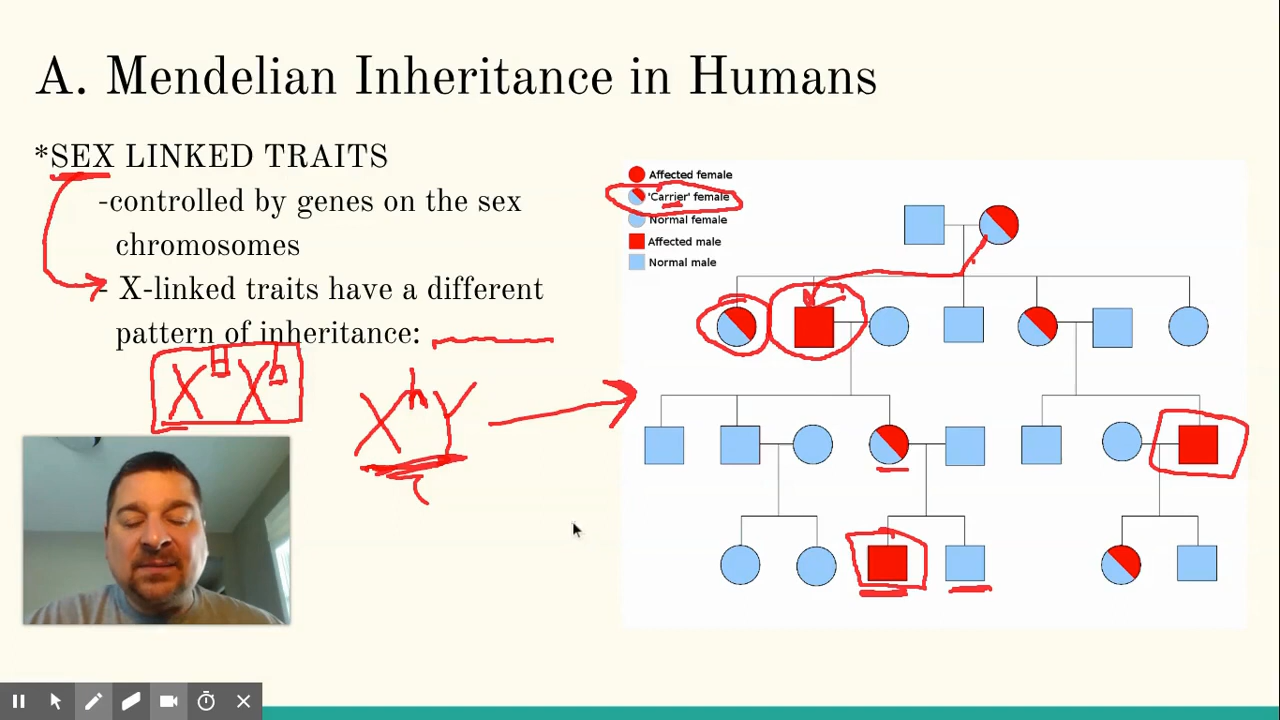 A. Mendelian Inheritance in Humans
*SEX LINKED TRAITS
-controlled by genes on the sex
chromosomes
- X-linked traits have a different
pattern of inheritance:
X X
X Y
Affected female
'Carrier' female
Normal female
Affected male
Normal male